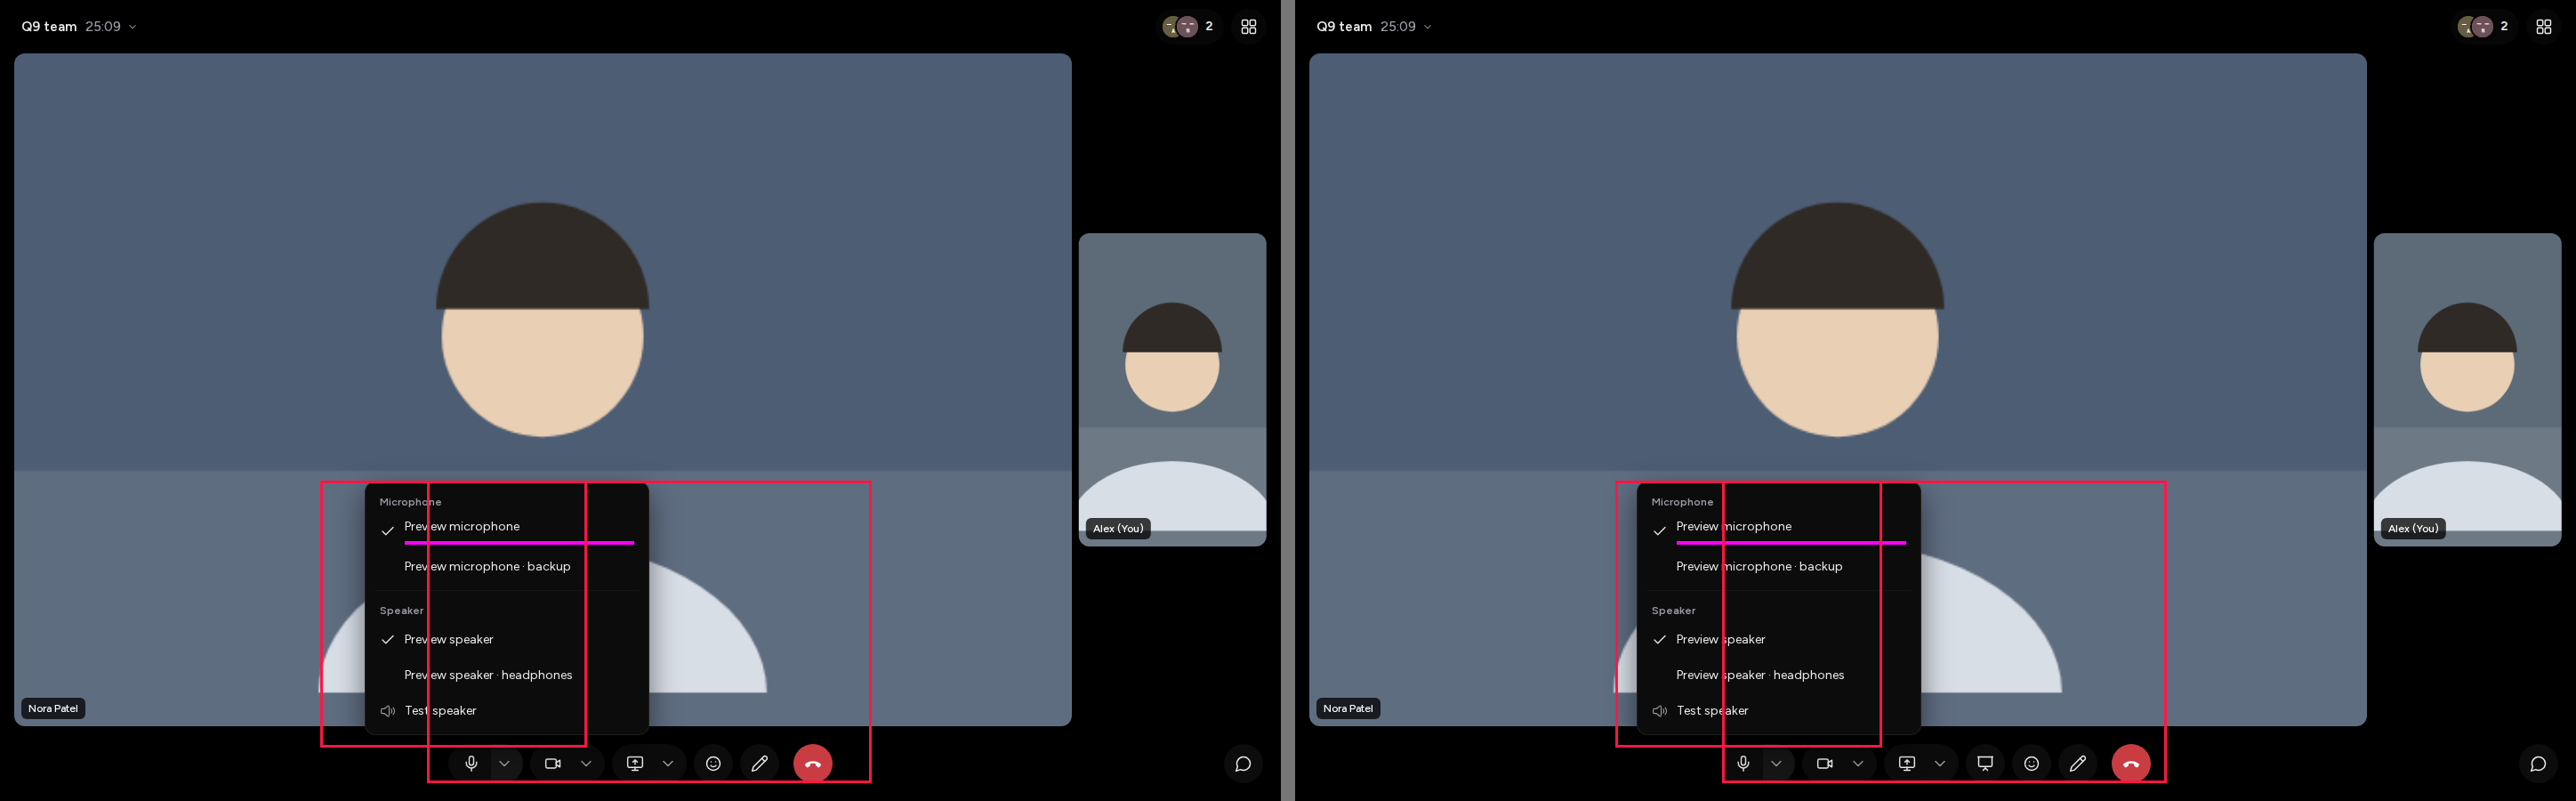 Q9 team 25:09
2
Microphone
Preview microphone
Preview microphone · backup
Speaker
Preview speaker
Preview speaker · headphones
Test speaker
Nora Patel
Alex (You)
Q9 team 25:09
2
Microphone
Preview microphone
Preview microphone · backup
Speaker
Preview speaker
Preview speaker · headphones
Test speaker
Nora Patel
Alex (You)